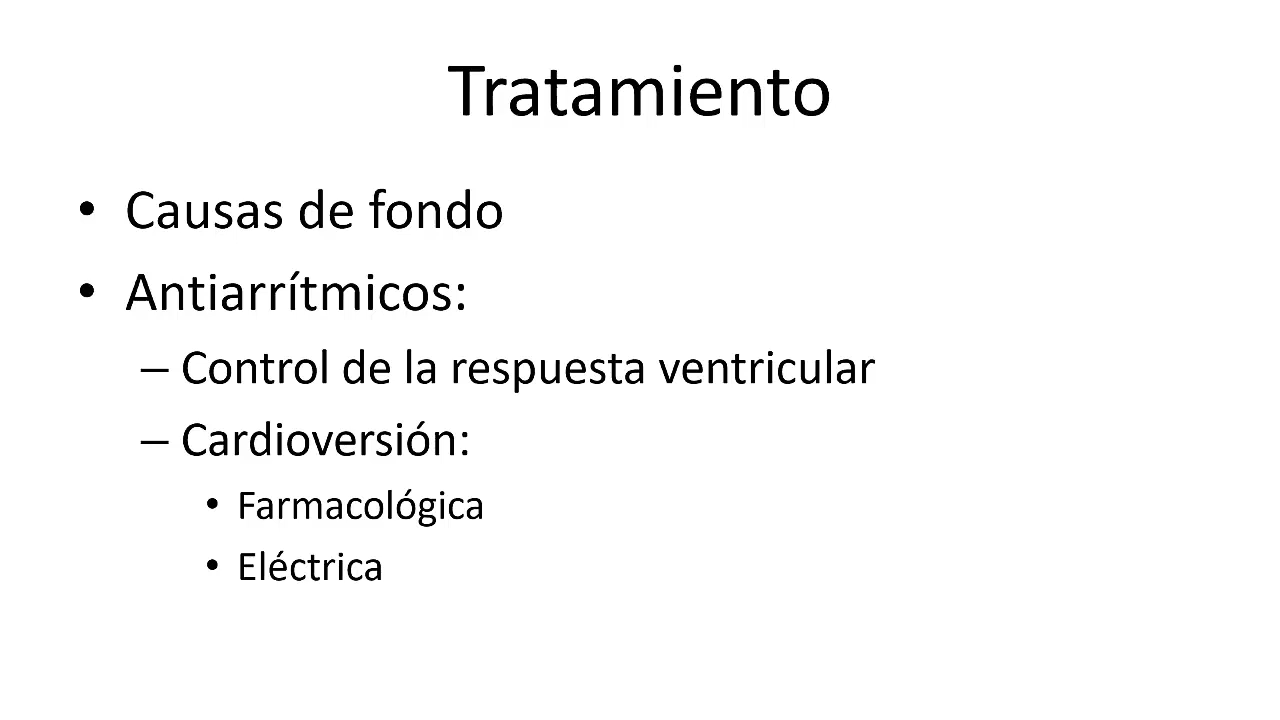 Tratamiento
• Causas de fondo
• Antiarrítmicos:
– Control de la respuesta ventricular
– Cardioversión:
• Farmacológica
• Eléctrica